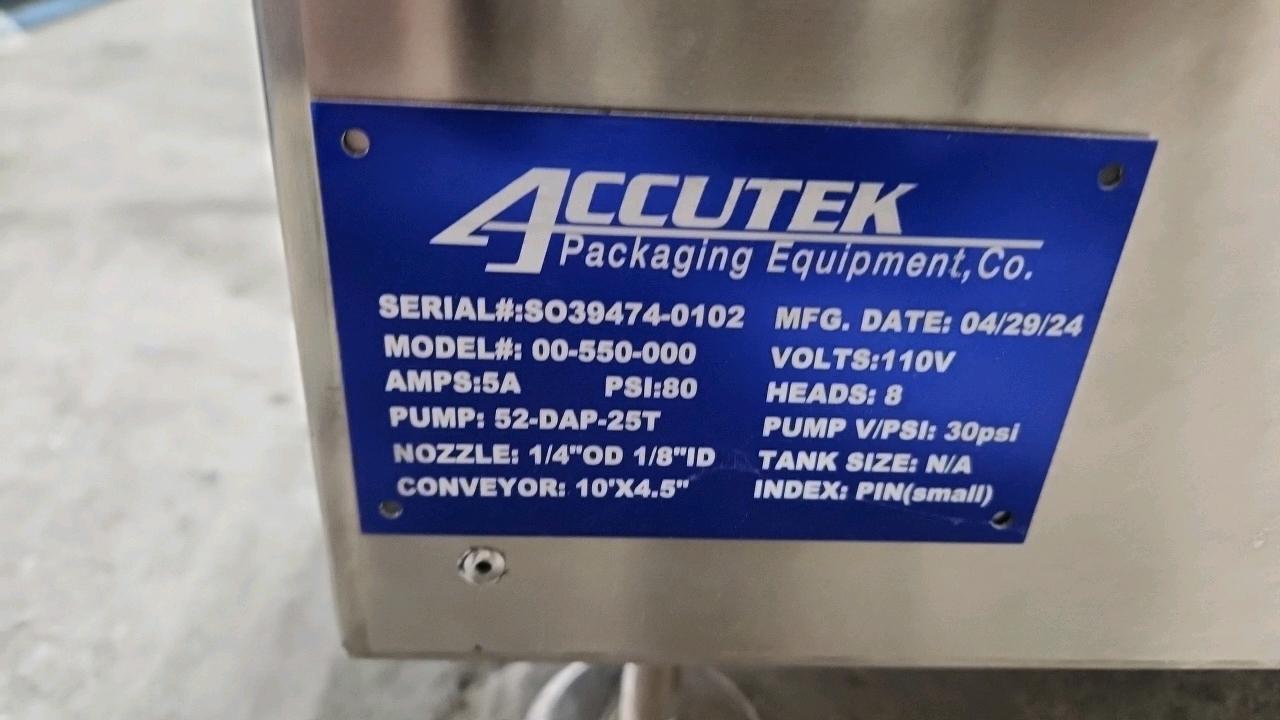 ACCUTEK
Packaging Equipment, Co.
SERIAL#:SO39474-0102 MFG. DATE: 04/29/24
MODEL#: 00-550-000 VOLTS:110V
AMPS:5A PSI:80 HEADS: 8
PUMP: 52-DAP-25T PUMP V/PSI: 30psi
NOZZLE: 1/4"OD 1/8"ID TANK SIZE: N/A
CONVEYOR: 10'X4.5" INDEX: PIN(small)